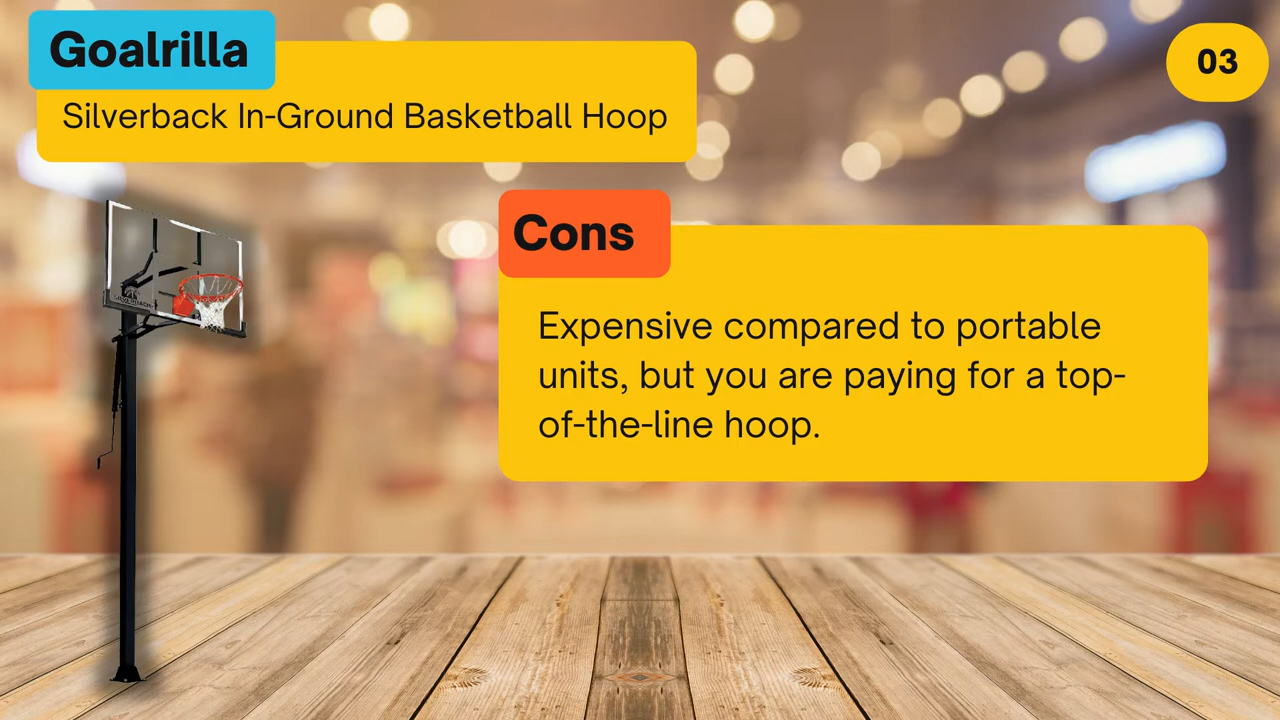 Goalrilla
03
Silverback In-Ground Basketball Hoop
Cons
Expensive compared to portable
units, but you are paying for a top-
of-the-line hoop.
SILVERBACK